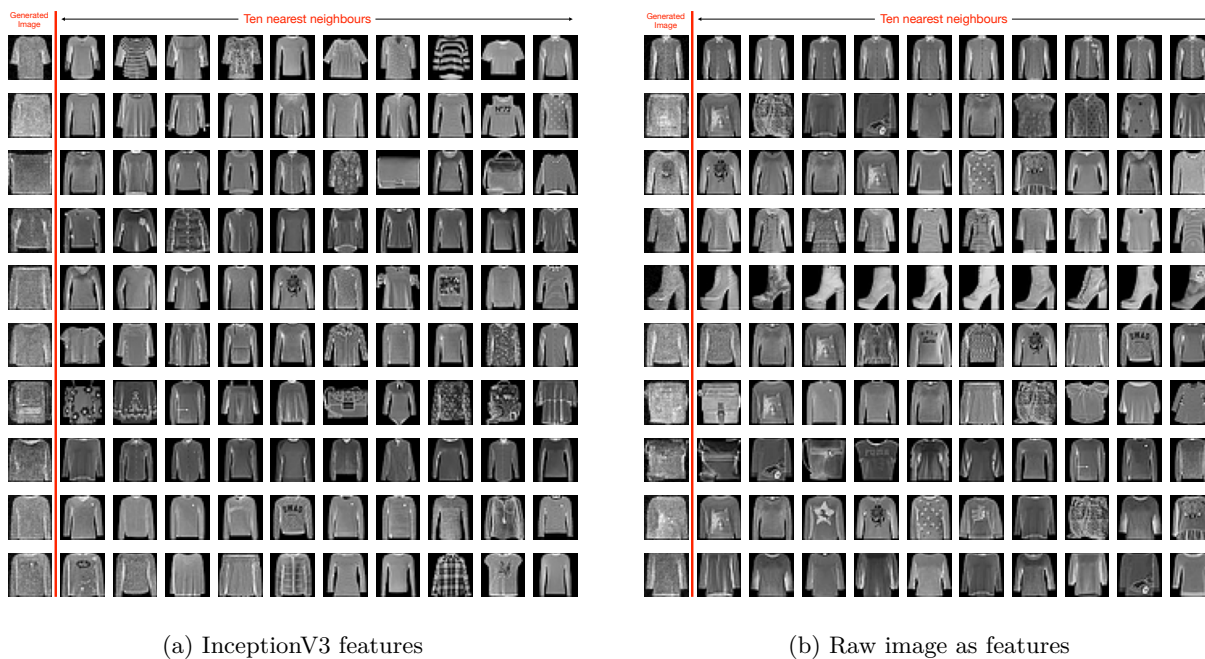 Generated
Image
Ten nearest neighbours
Generated
Image
Ten nearest neighbours
(a) InceptionV3 features
(b) Raw image as features